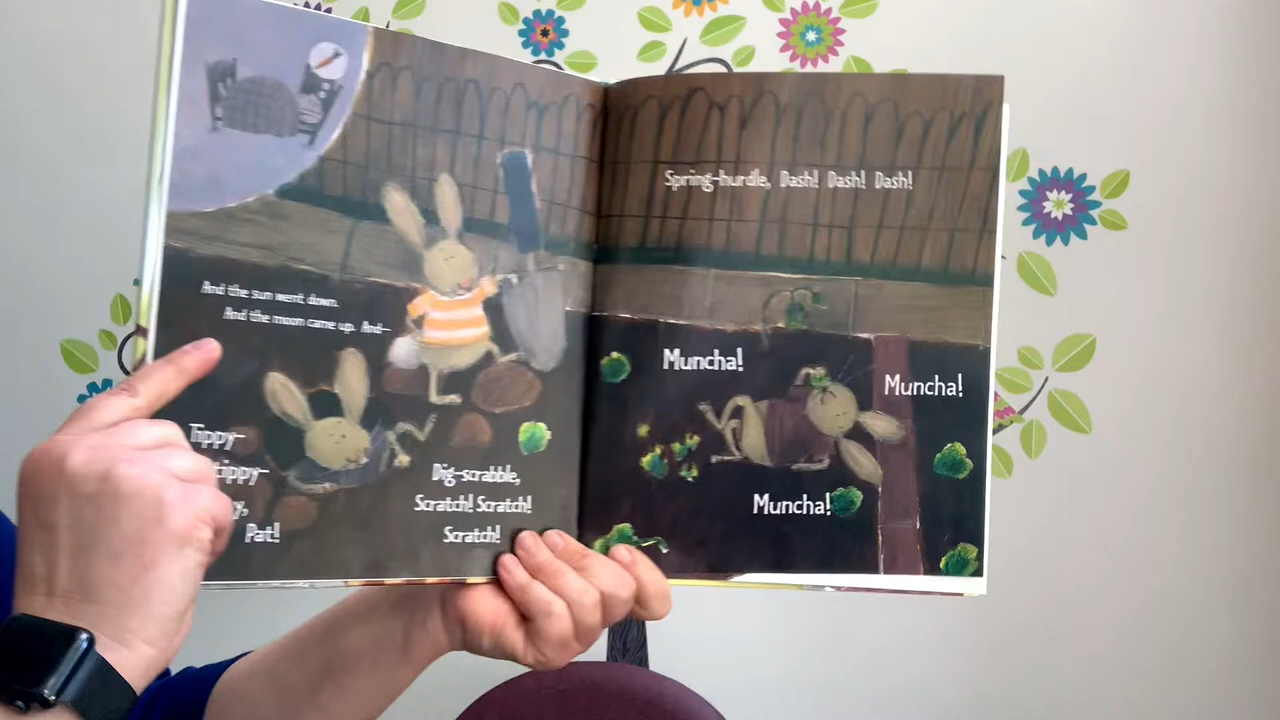 And the sun went down.
And the moon came up. And—
Tippy-
tippy-
Pat!
Dig-scrabble,
Scratch! Scratch!
Scratch!
Spring-hurdle, Dash! Dash! Dash!
Muncha!
Muncha!
Muncha!